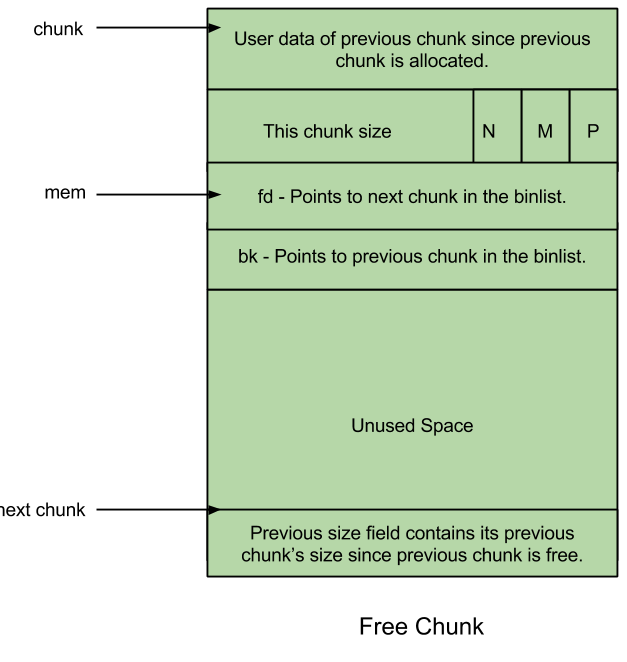 chunk
User data of previous chunk since previous
chunk is allocated.
This chunk size
N
M
P
mem
fd - Points to next chunk in the binlist.
bk - Points to previous chunk in the binlist.
Unused Space
next chunk
Previous size field contains its previous
chunk's size since previous chunk is free.
Free Chunk